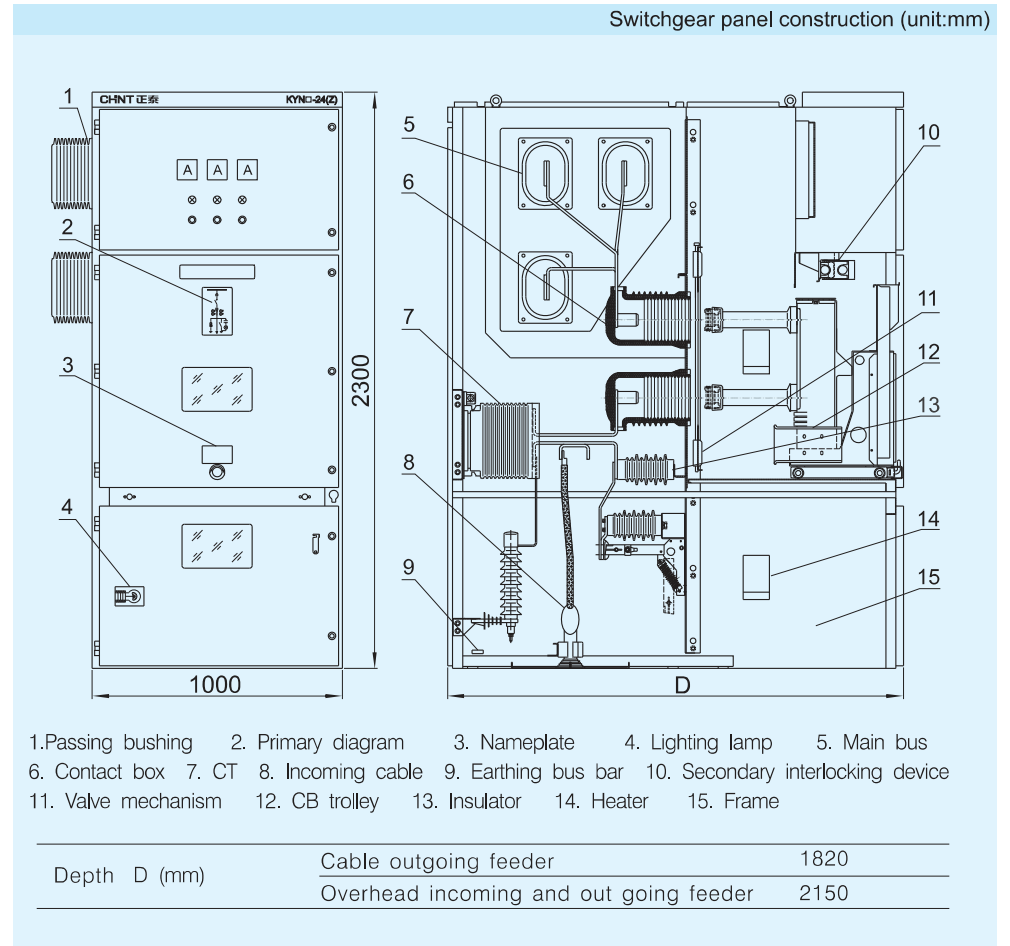 Switchgear panel construction (unit:mm)
CHNT 正泰 KYN□-24(Z)
A A A
1
2
3
4
2300
1000
5
6
7
8
9
10
11
12
13
14
15
D
1.Passing bushing 2. Primary diagram 3. Nameplate 4. Lighting lamp 5. Main bus
6. Contact box 7. CT 8. Incoming cable 9. Earthing bus bar 10. Secondary interlocking device
11. Valve mechanism 12. CB trolley 13. Insulator 14. Heater 15. Frame
Depth D (mm)
Cable outgoing feeder 1820
Overhead incoming and out going feeder 2150